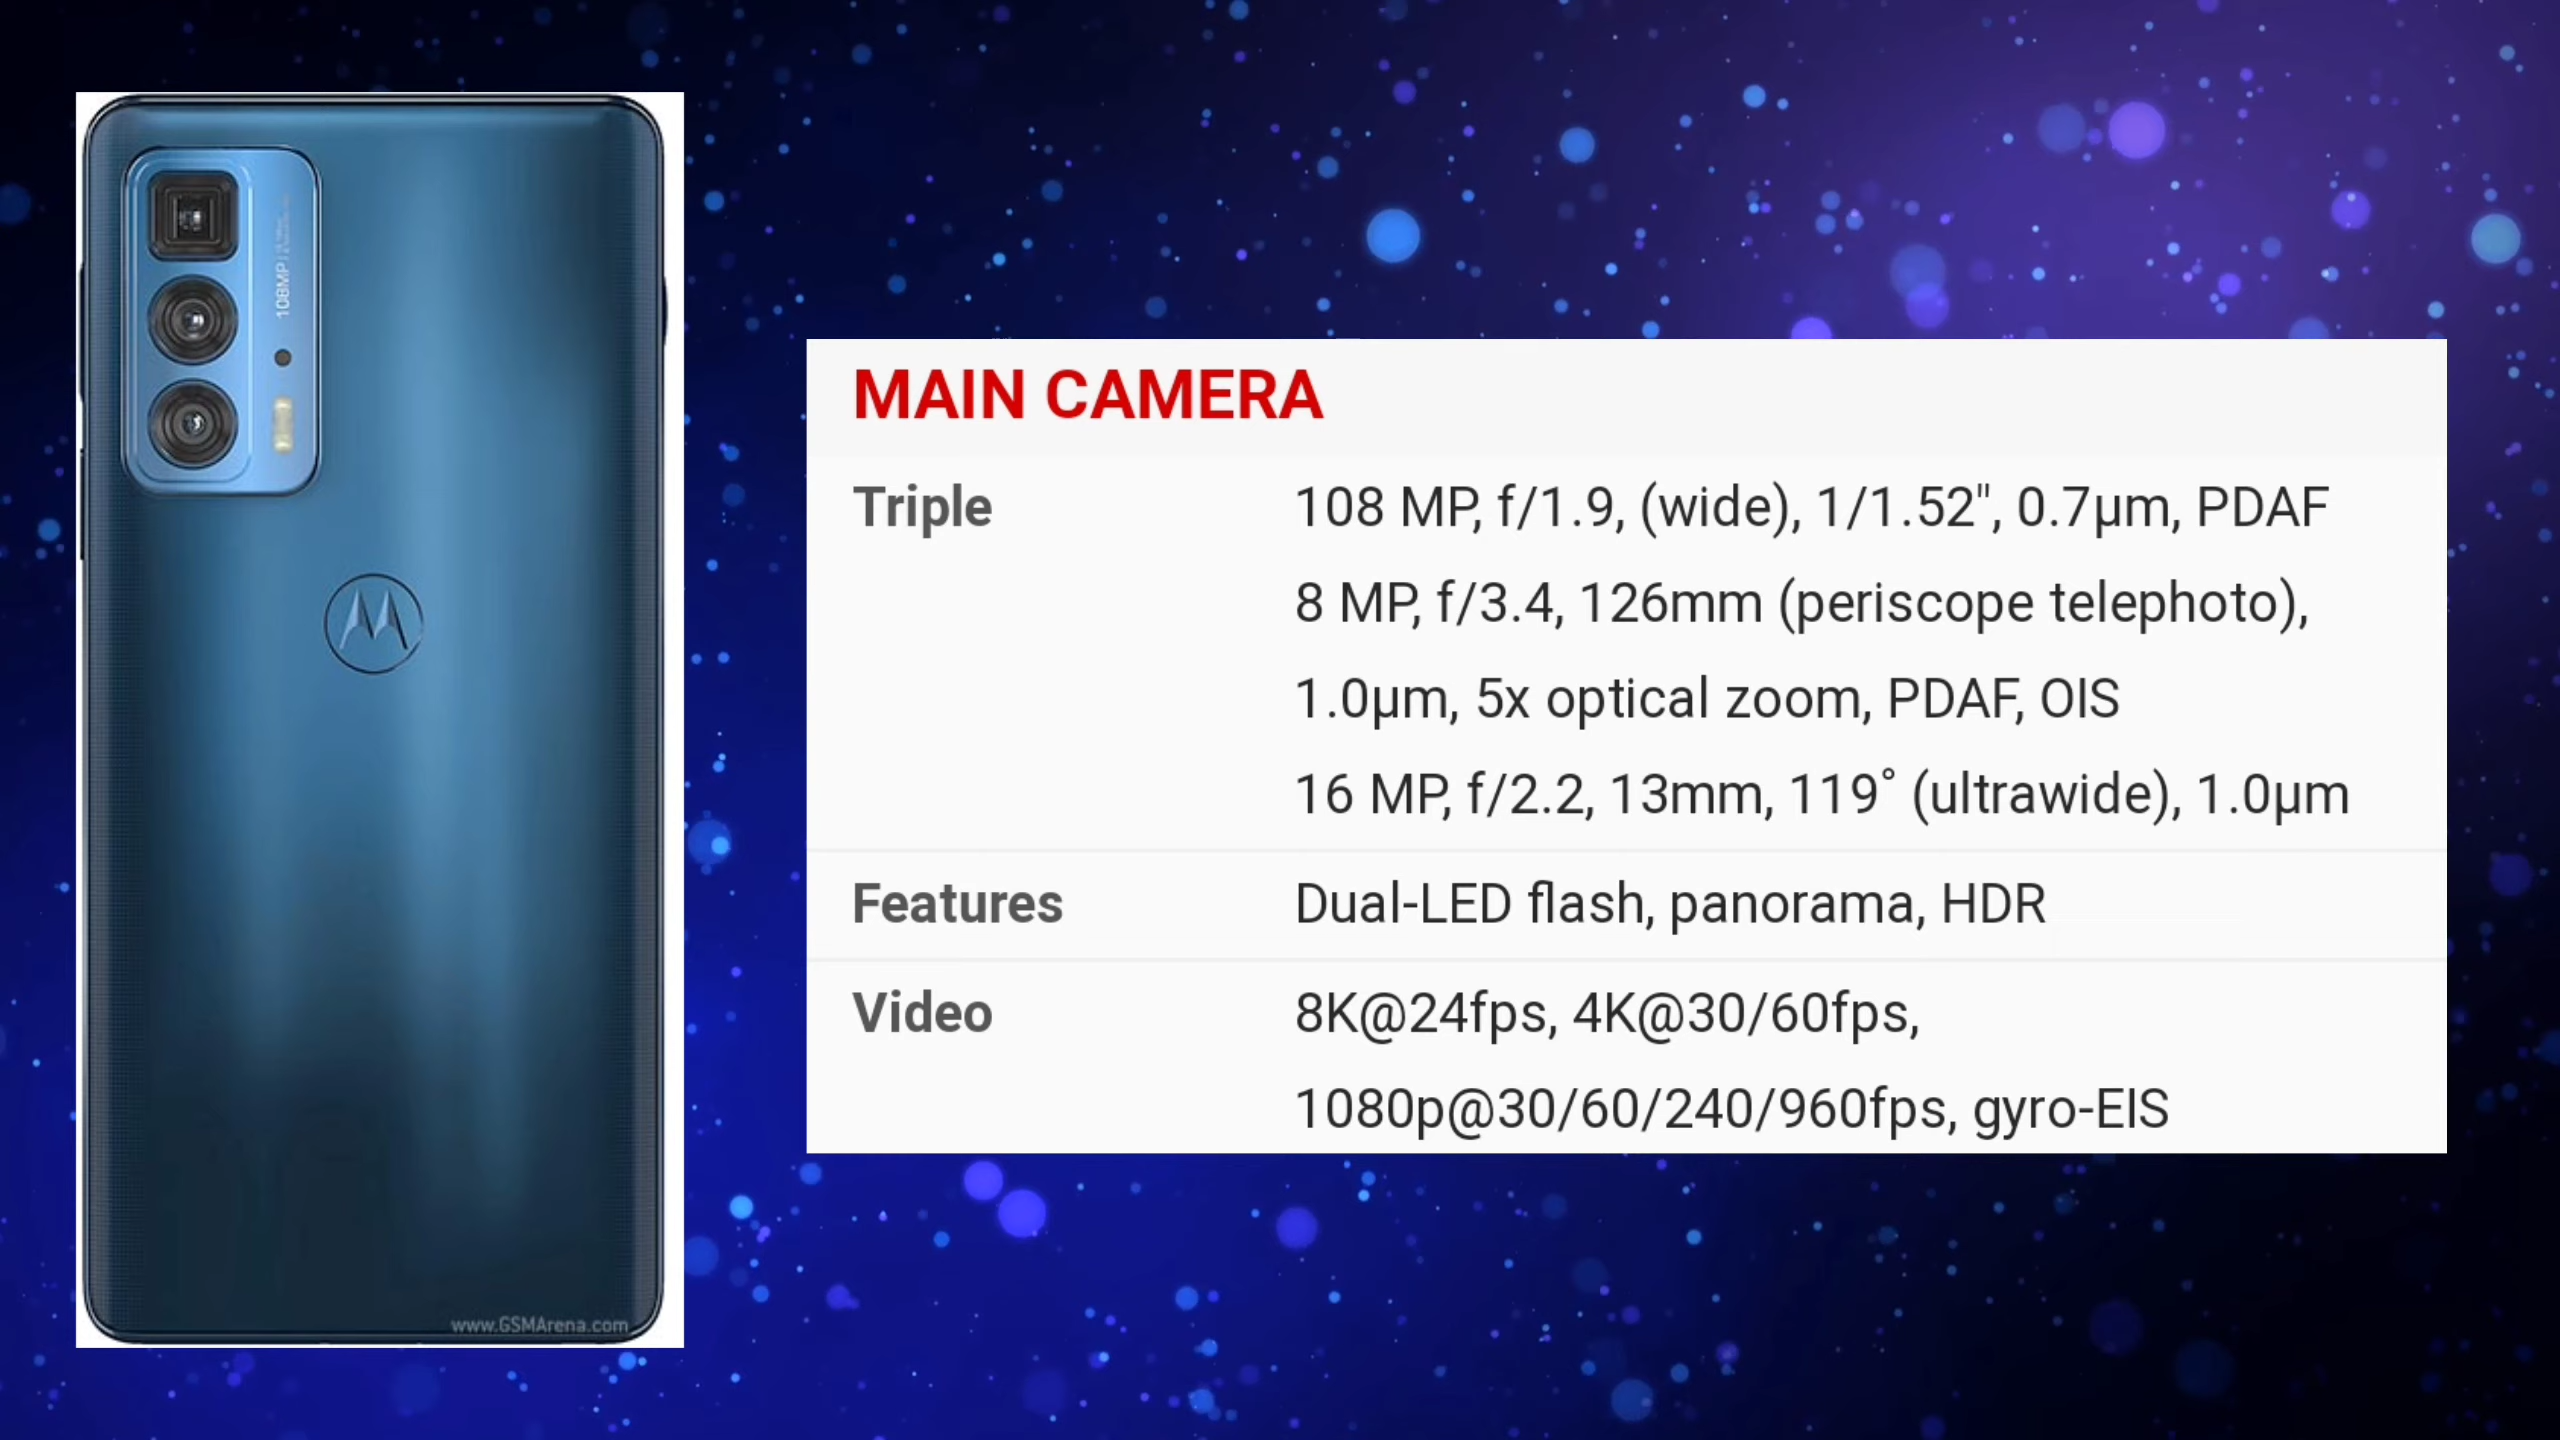 108MP
www.GSMArena.com
MAIN CAMERA
Triple 108 MP, f/1.9, (wide), 1/1.52", 0.7µm, PDAF
8 MP, f/3.4, 126mm (periscope telephoto),
1.0µm, 5x optical zoom, PDAF, OIS
16 MP, f/2.2, 13mm, 119˚ (ultrawide), 1.0µm
Features Dual-LED flash, panorama, HDR
Video 8K@24fps, 4K@30/60fps,
1080p@30/60/240/960fps, gyro-EIS